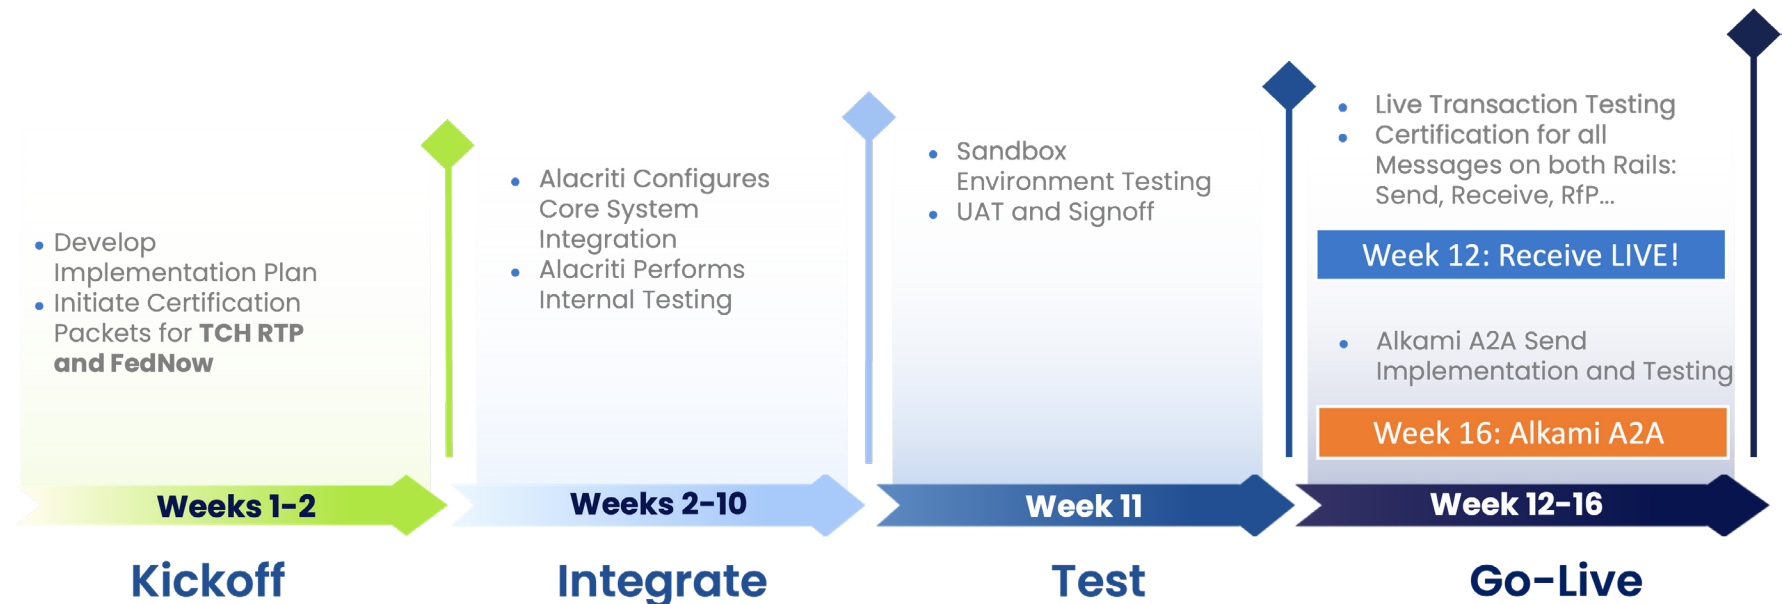 Develop
Implementation Plan
Initiate Certification
Packets for TCH RTP
and FedNow
Weeks 1-2
Kickoff
Alacriti Configures
Core System
Integration
Alacriti Performs
Internal Testing
Weeks 2-10
Integrate
Sandbox
Environment Testing
UAT and Signoff
Week 11
Test
Live Transaction Testing
Certification for all
Messages on both Rails:
Send, Receive, RfP...
Week 12: Receive LIVE!
Alkami A2A Send
Implementation and Testing
Week 16: Alkami A2A
Week 12-16
Go-Live